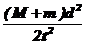 (M + m)d²
2t²